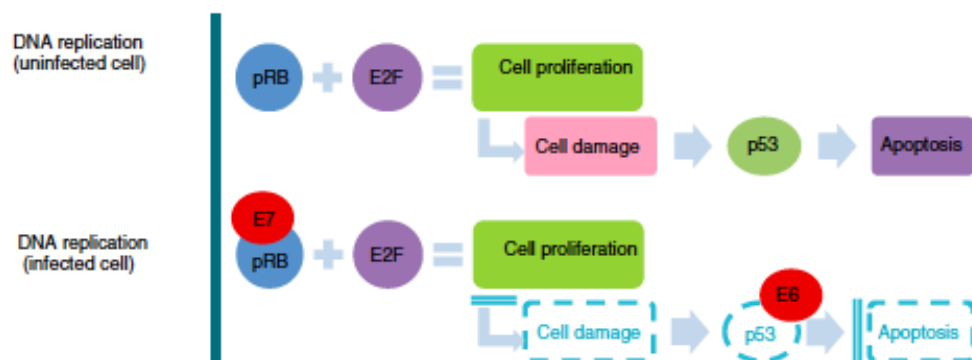 DNA replication
(uninfected cell)
pRB
E2F
Cell proliferation
Cell damage
p53
Apoptosis
E7
DNA replication
(infected cell)
pRB
E2F
Cell proliferation
E6
Cell damage
p53
Apoptosis